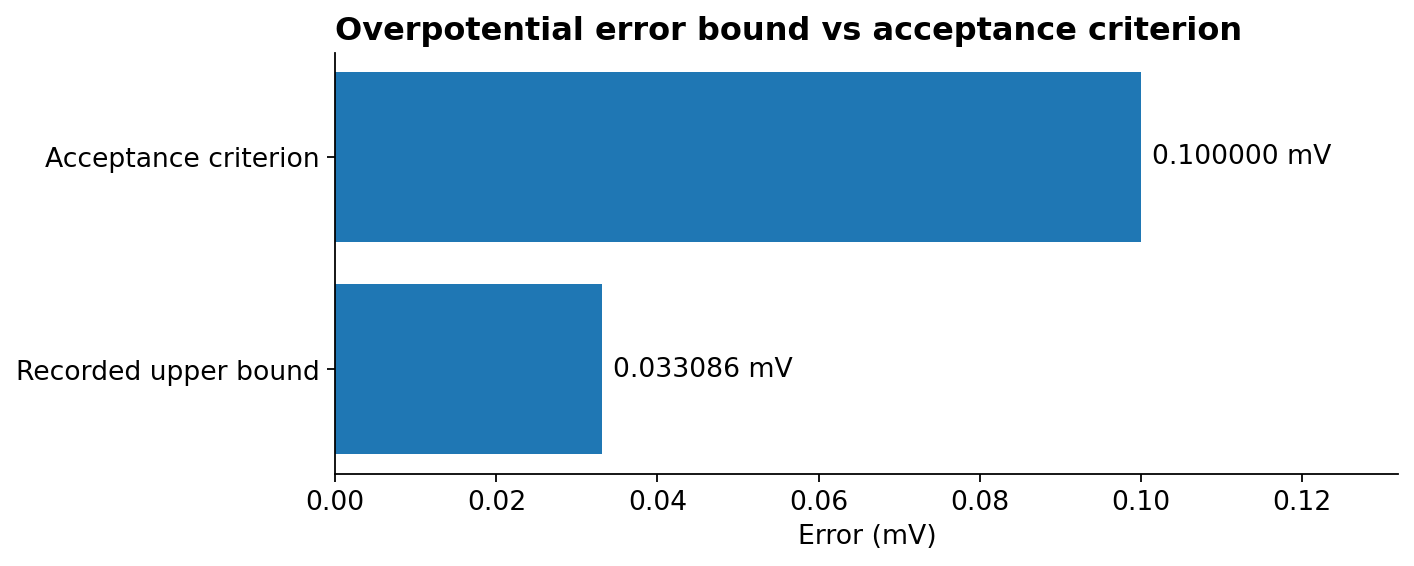 Overpotential error bound vs acceptance criterion
Acceptance criterion
0.100000 mV
Recorded upper bound
0.033086 mV
0.00 0.02 0.04 0.06 0.08 0.10 0.12
Error (mV)